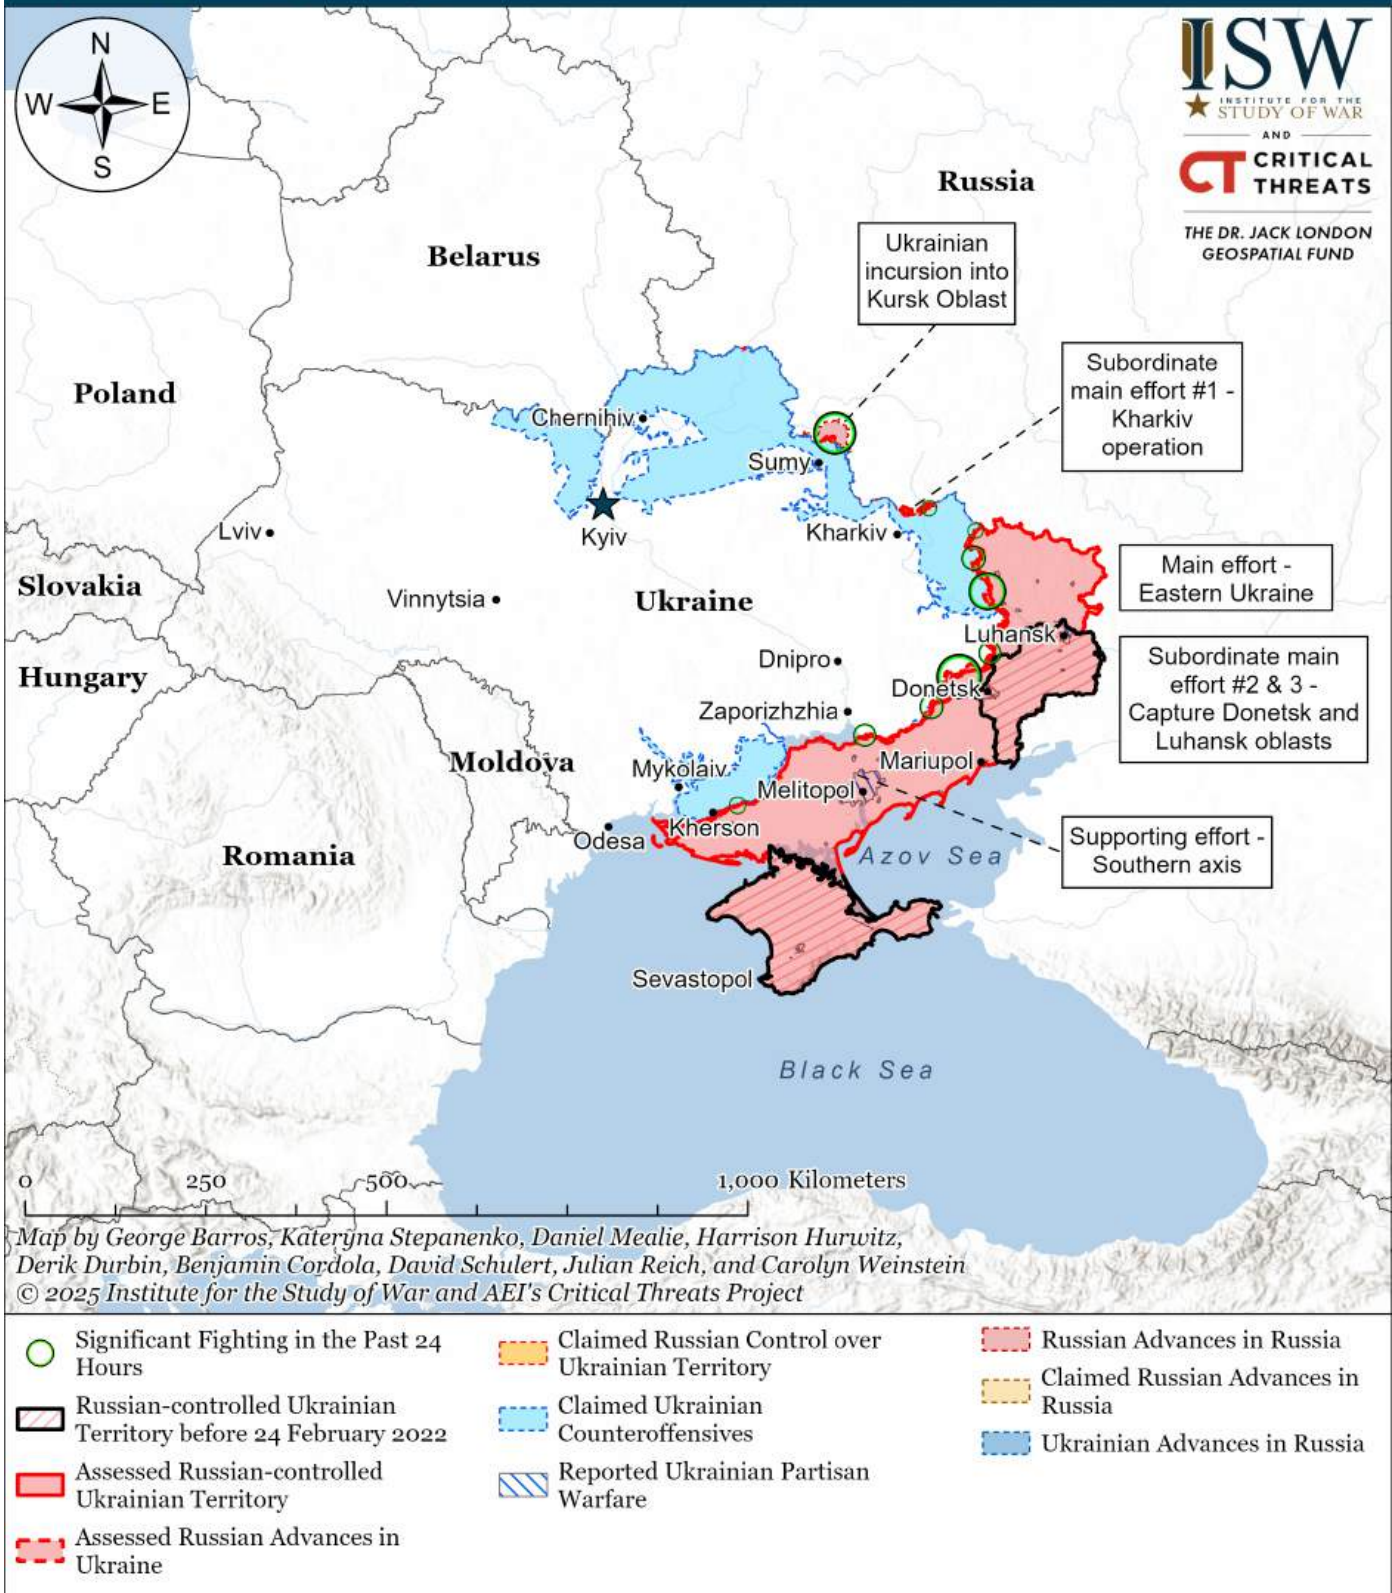 N
W
E
S
ISW
INSTITUTE FOR THE
STUDY OF WAR
AND
CT CRITICAL
THREATS
THE DR. JACK LONDON
GEOSPATIAL FUND
Russia
Belarus
Ukrainian
incursion into
Kursk Oblast
Subordinate
main effort #1 -
Kharkiv
operation
Poland
Chernihiv
Sumy
Lviv
Kyiv
Kharkiv
Main effort -
Eastern Ukraine
Slovakia
Vinnytsia
Ukraine
Luhansk
Subordinate main
effort #2 & 3 -
Capture Donetsk and
Luhansk oblasts
Hungary
Dnipro
Donetsk
Zaporizhzhia
Moldova
Mykolaiv
Mariupol
Melitopol
Kherson
Odesa
Supporting effort -
Southern axis
Romania
Azov Sea
Sevastopol
Black Sea
0 250 500 1,000 Kilometers
Map by George Barros, Kateryna Stepanenko, Daniel Mealie, Harrison Hurwitz,
Derik Durbin, Benjamin Cordola, David Schulert, Julian Reich, and Carolyn Weinstein
© 2025 Institute for the Study of War and AEI's Critical Threats Project
Significant Fighting in the Past 24
Hours
Russian-controlled Ukrainian
Territory before 24 February 2022
Assessed Russian-controlled
Ukrainian Territory
Assessed Russian Advances in
Ukraine
Claimed Russian Control over
Ukrainian Territory
Claimed Ukrainian
Counteroffensives
Reported Ukrainian Partisan
Warfare
Russian Advances in Russia
Claimed Russian Advances in
Russia
Ukrainian Advances in Russia